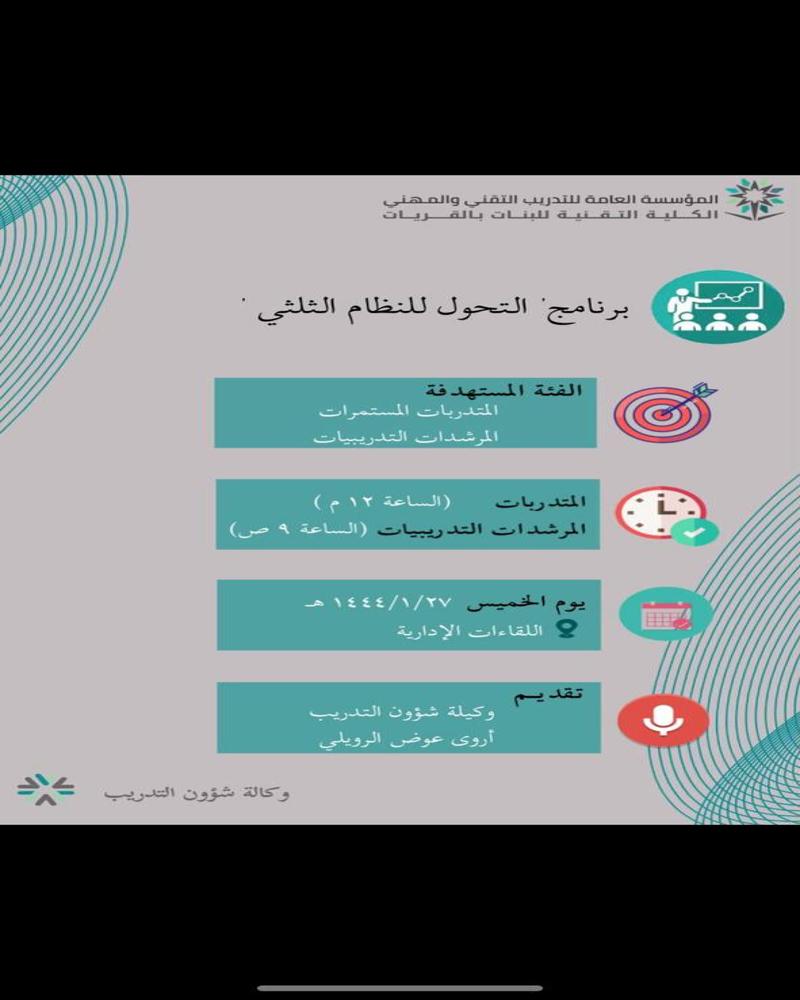 المؤسسة العامة للتدريب التقني والمهني
الكلية التقنية للبنات بالقريات
برنامج " التحول للنظام الثلثي "
الفئة المستهدفة
المتدربات المستمرات
المرشدات التدريبيات
المتدربات (الساعة ١٢ م )
المرشدات التدريبيات (الساعة ٩ ص)
يوم الخميس ١٤٤٤/١/٢٧ هـ
اللقاءات الإدارية
تقديم
وكيلة شؤون التدريب
أروى عوض الرويلي
وكالة شؤون التدريب